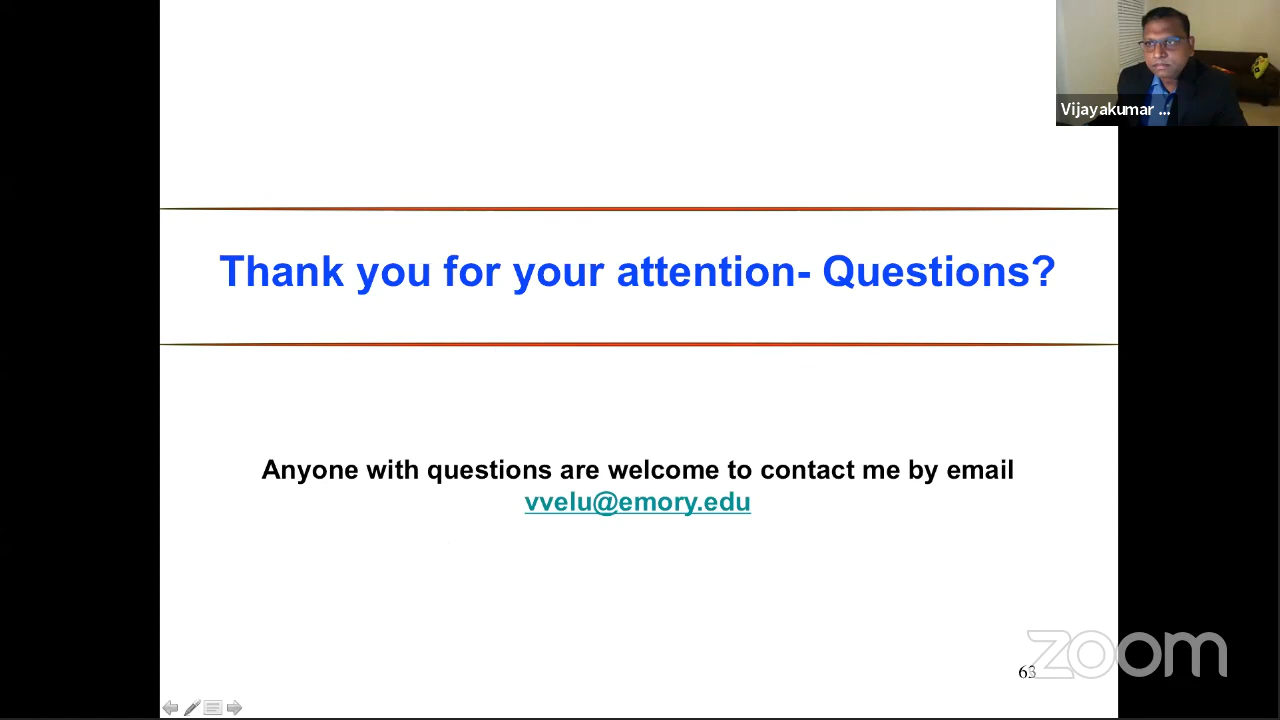 Vijayakumar ...
Thank you for your attention- Questions?
Anyone with questions are welcome to contact me by email
vvelu@emory.edu
zoom
63